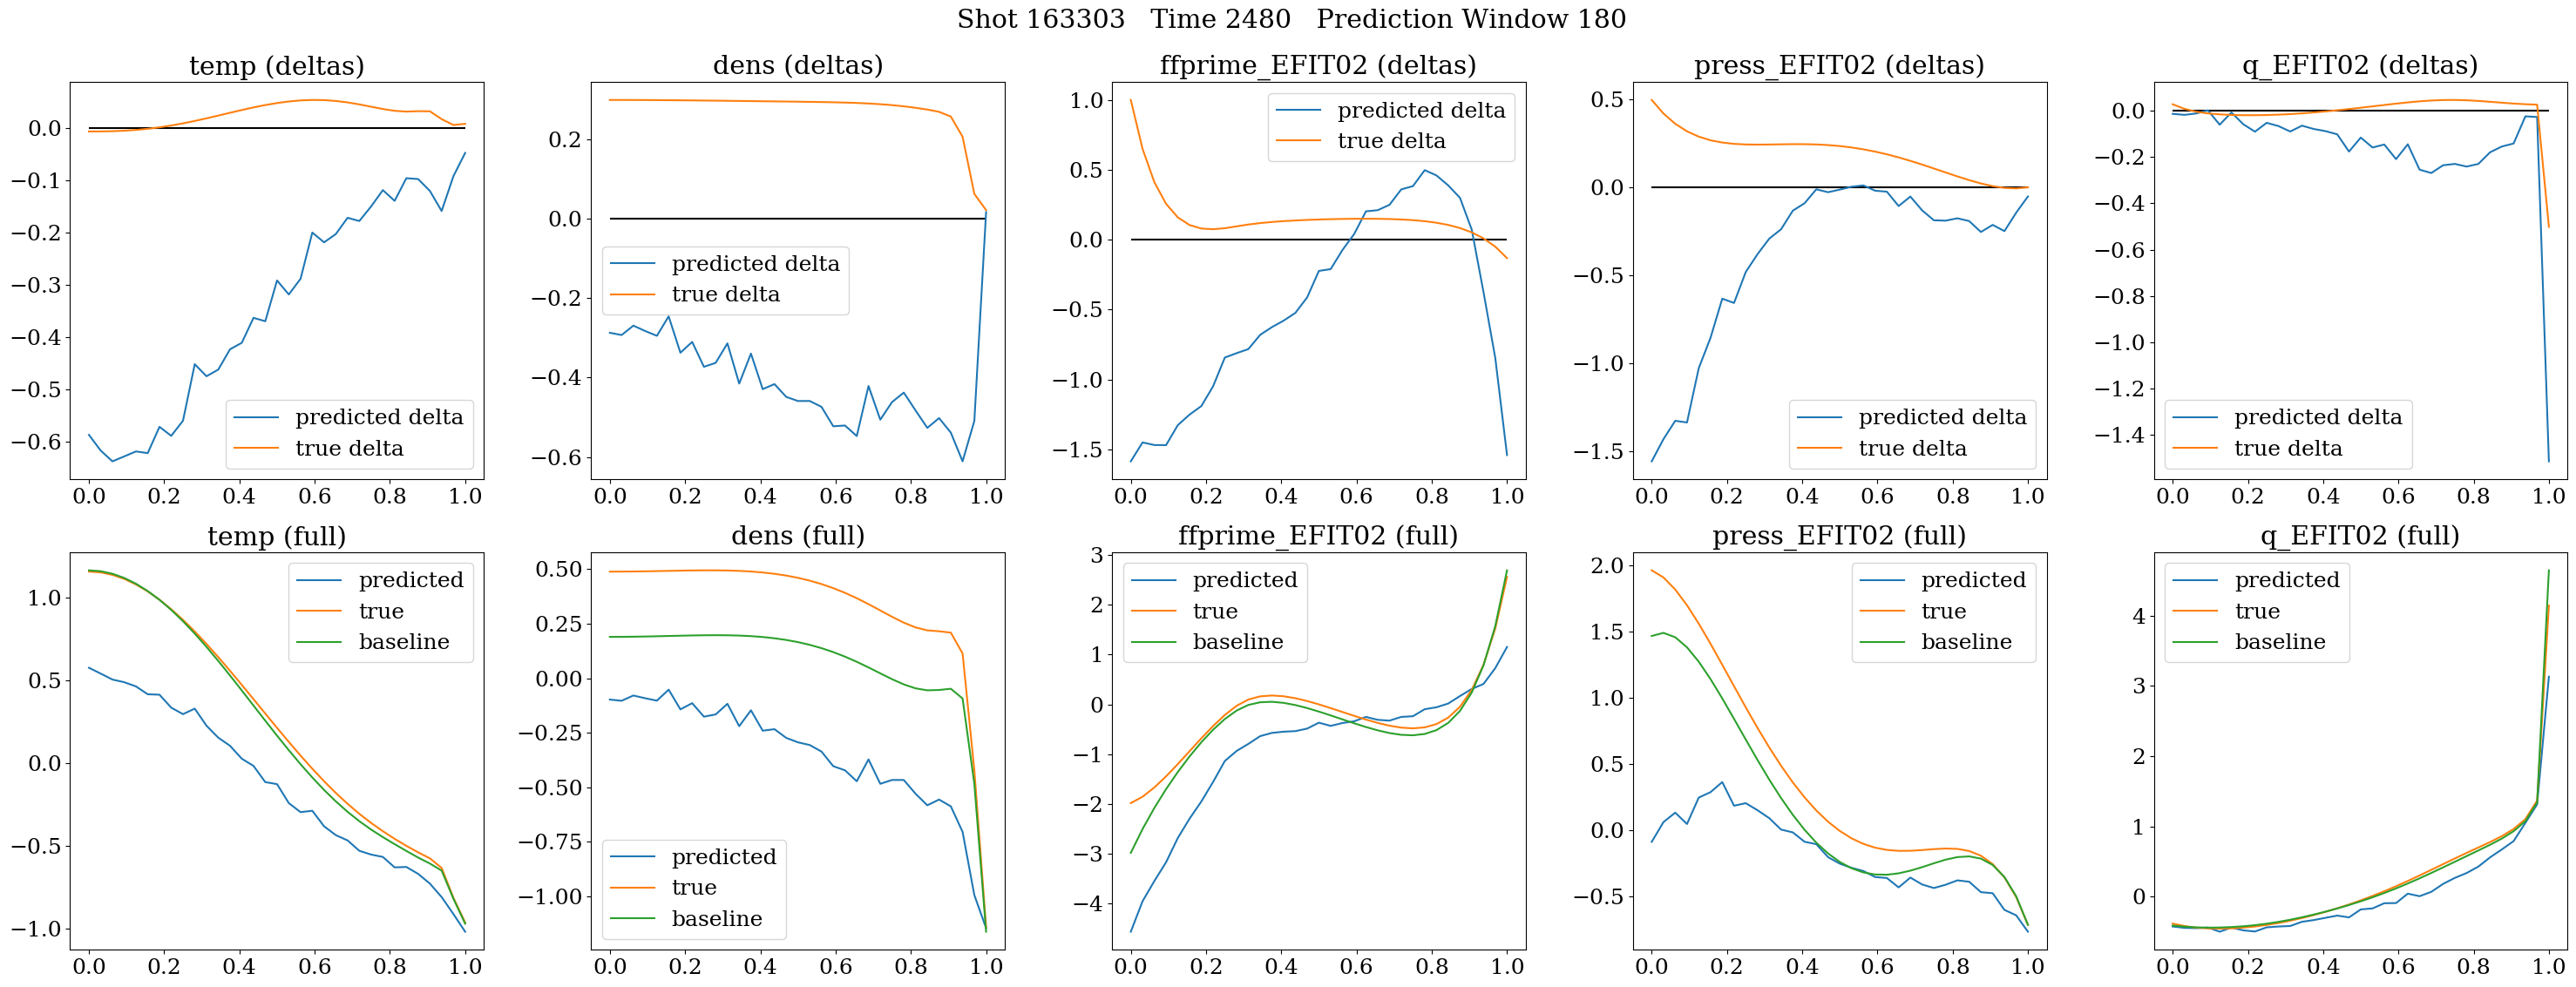 Shot 163303   Time 2480   Prediction Window 180
temp (deltas)
0.0
−0.1
−0.2
−0.3
−0.4
−0.5
−0.6
predicted delta
true delta
0.0 0.2 0.4 0.6 0.8 1.0
dens (deltas)
0.2
0.0
−0.2
−0.4
−0.6
predicted delta
true delta
0.0 0.2 0.4 0.6 0.8 1.0
ffprime_EFIT02 (deltas)
1.0
0.5
0.0
−0.5
−1.0
−1.5
predicted delta
true delta
0.0 0.2 0.4 0.6 0.8 1.0
press_EFIT02 (deltas)
0.5
0.0
−0.5
−1.0
−1.5
predicted delta
true delta
0.0 0.2 0.4 0.6 0.8 1.0
q_EFIT02 (deltas)
0.0
−0.2
−0.4
−0.6
−0.8
−1.0
−1.2
−1.4
predicted delta
true delta
0.0 0.2 0.4 0.6 0.8 1.0
temp (full)
1.0
0.5
0.0
−0.5
−1.0
predicted
true
baseline
0.0 0.2 0.4 0.6 0.8 1.0
dens (full)
0.50
0.25
0.00
−0.25
−0.50
−0.75
−1.00
predicted
true
baseline
0.0 0.2 0.4 0.6 0.8 1.0
ffprime_EFIT02 (full)
3
2
1
0
−1
−2
−3
−4
predicted
true
baseline
0.0 0.2 0.4 0.6 0.8 1.0
press_EFIT02 (full)
2.0
1.5
1.0
0.5
0.0
−0.5
predicted
true
baseline
0.0 0.2 0.4 0.6 0.8 1.0
q_EFIT02 (full)
4
3
2
1
0
predicted
true
baseline
0.0 0.2 0.4 0.6 0.8 1.0